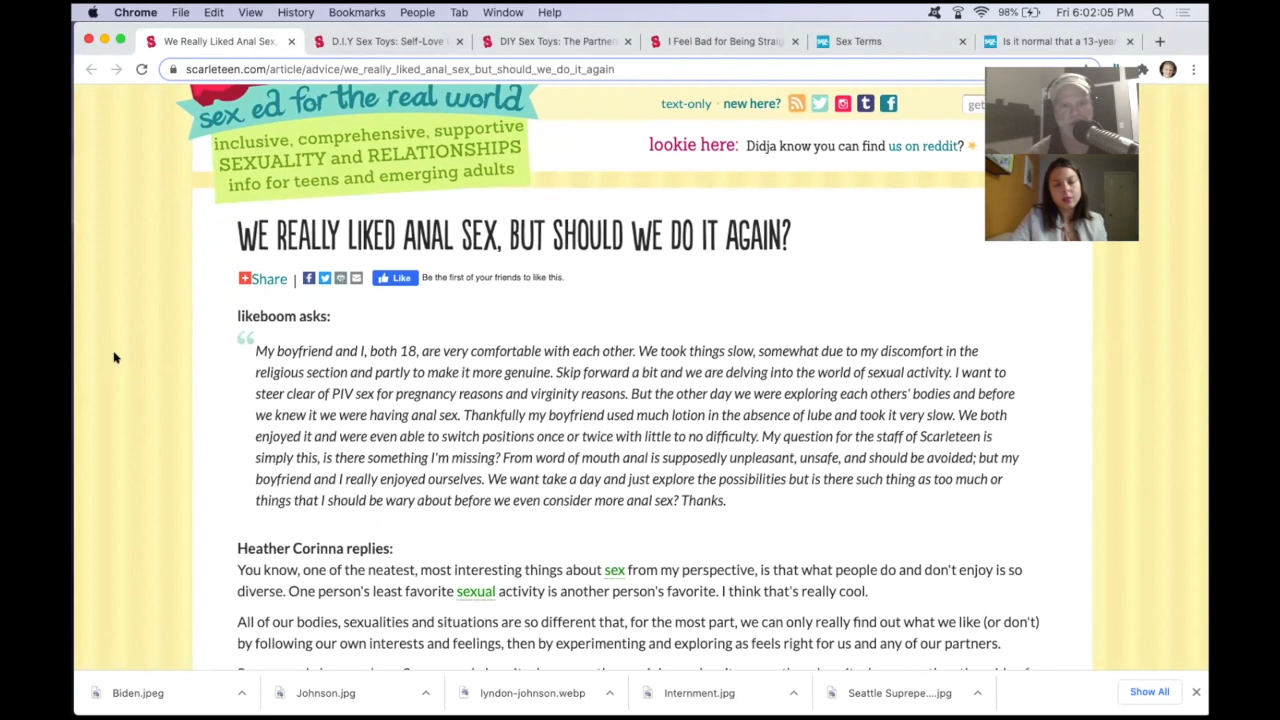 Chrome File Edit View History Bookmarks People Tab Window Help 98% Fri 6:02:05 PM
We Really Liked Anal Sex, D.I.Y Sex Toys: Self-Love DIY Sex Toys: The Partne I Feel Bad for Being Straig Sex Terms Is it normal that a 13-yea
scarleteen.com/article/advice/we_really_liked_anal_sex_but_should_we_do_it_again
sex ed for the real world
text-only · new here? get
inclusive, comprehensive, supportive
SEXUALITY and RELATIONSHIPS
info for teens and emerging adults
lookie here: Didja know you can find us on reddit?
WE REALLY LIKED ANAL SEX, BUT SHOULD WE DO IT AGAIN?
Share | Like Be the first of your friends to like this.
likeboom asks:
My boyfriend and I, both 18, are very comfortable with each other. We took things slow, somewhat due to my discomfort in the
religious section and partly to make it more genuine. Skip forward a bit and we are delving into the world of sexual activity. I want to
steer clear of PIV sex for pregnancy reasons and virginity reasons. But the other day we were exploring each others' bodies and before
we knew it we were having anal sex. Thankfully my boyfriend used much lotion in the absence of lube and took it very slow. We both
enjoyed it and were even able to switch positions once or twice with little to no difficulty. My question for the staff of Scarleteen is
simply this, is there something I'm missing? From word of mouth anal is supposedly unpleasant, unsafe, and should be avoided; but my
boyfriend and I really enjoyed ourselves. We want take a day and just explore the possibilities but is there such thing as too much or
things that I should be wary about before we even consider more anal sex? Thanks.
Heather Corinna replies:
You know, one of the neatest, most interesting things about sex from my perspective, is that what people do and don't enjoy is so
diverse. One person's least favorite sexual activity is another person's favorite. I think that's really cool.
All of our bodies, sexualities and situations are so different that, for the most part, we can only really find out what we like (or don't)
by following our own interests and feelings, then by experimenting and exploring as feels right for us and any of our partners.
Biden.jpeg Johnson.jpg lyndon-johnson.webp Internment.jpg Seattle Suprepe....jpg Show All